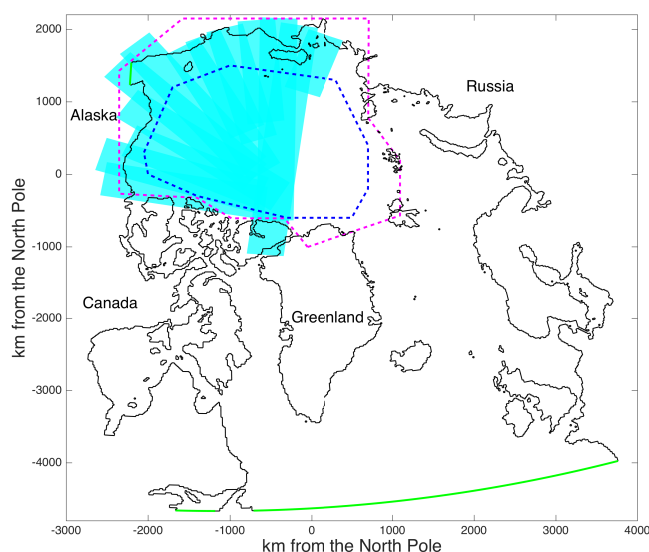 2000
1000
0
-1000
-2000
-3000
-4000
km from the North Pole
Russia
Alaska
Canada
Greenland
-3000 -2000 -1000 0 1000 2000 3000 4000
km from the North Pole